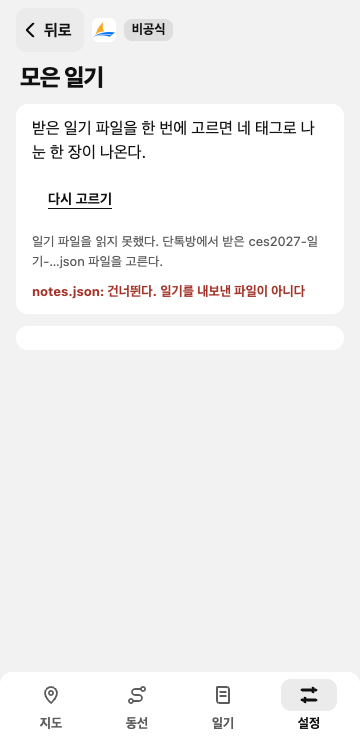 뒤로
비공식
모은 일기
받은 일기 파일을 한 번에 고르면 네 태그로 나
눈 한 장이 나온다.
다시 고르기
일기 파일을 읽지 못했다. 단톡방에서 받은 ces2027-일
기-…json 파일을 고른다.
notes.json: 건너뛴다. 일기를 내보낸 파일이 아니다
지도
동선
일기
설정